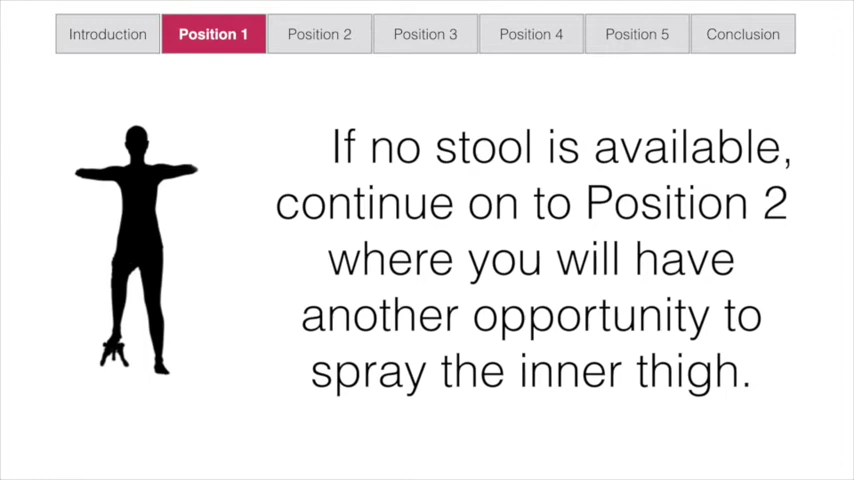 Introduction Position 1 Position 2 Position 3 Position 4 Position 5 Conclusion
If no stool is available,
continue on to Position 2
where you will have
another opportunity to
spray the inner thigh.